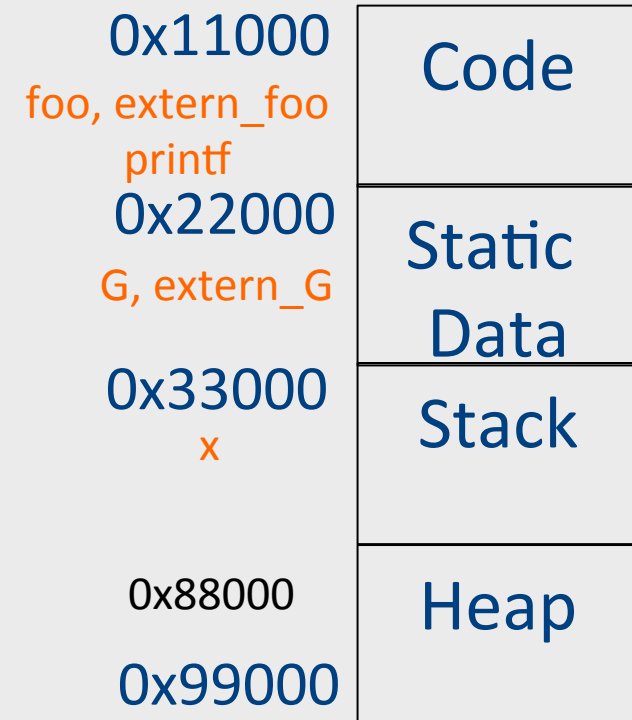 0x11000
Code
foo, extern_foo
printf
0x22000
Static
Data
G, extern_G
0x33000
Stack
x
0x88000
Heap
0x99000